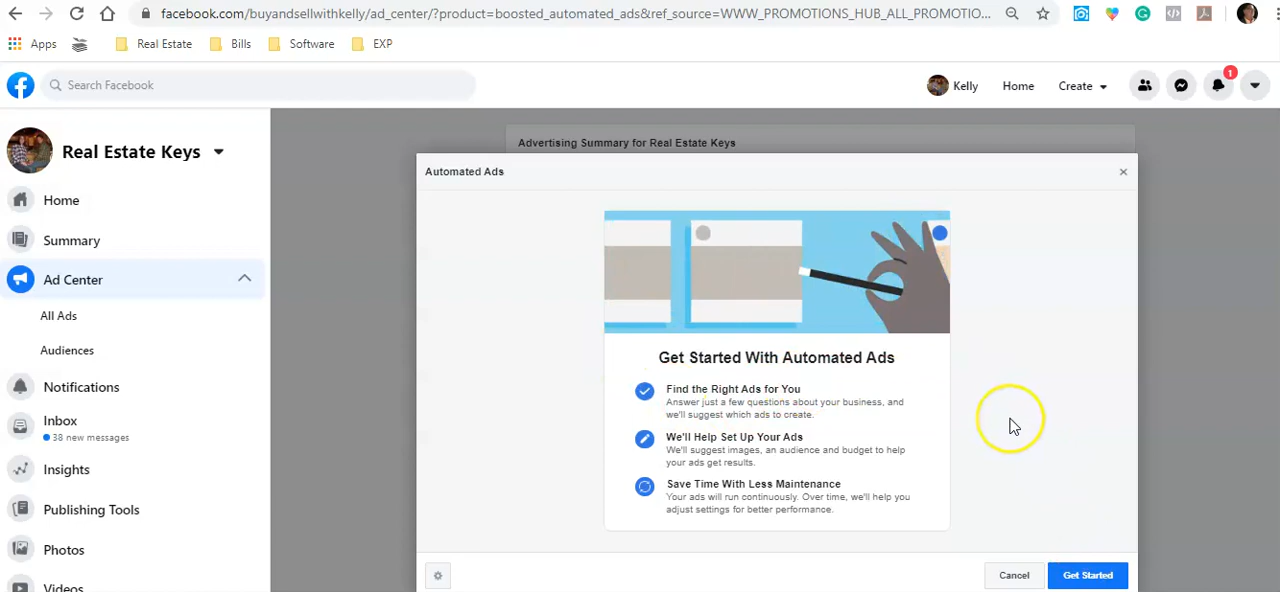 facebook.com/buyandsellwithkelly/ad_center/?product=boosted_automated_ads&ref_source=WWW_PROMOTIONS_HUB_ALL_PROMOTIO...
Apps
Real Estate
Bills
Software
EXP
Search Facebook
Kelly
Home
Create
1
Real Estate Keys
Home
Summary
Ad Center
All Ads
Audiences
Notifications
Inbox
38 new messages
Insights
Publishing Tools
Photos
Videos
Advertising Summary for Real Estate Keys
Automated Ads
Get Started With Automated Ads
Find the Right Ads for You
Answer just a few questions about your business, and
we'll suggest which ads to create.
We'll Help Set Up Your Ads
We'll suggest images, an audience and budget to help
your ads get results.
Save Time With Less Maintenance
Your ads will run continuously. Over time, we'll help you
adjust settings for better performance.
Cancel
Get Started